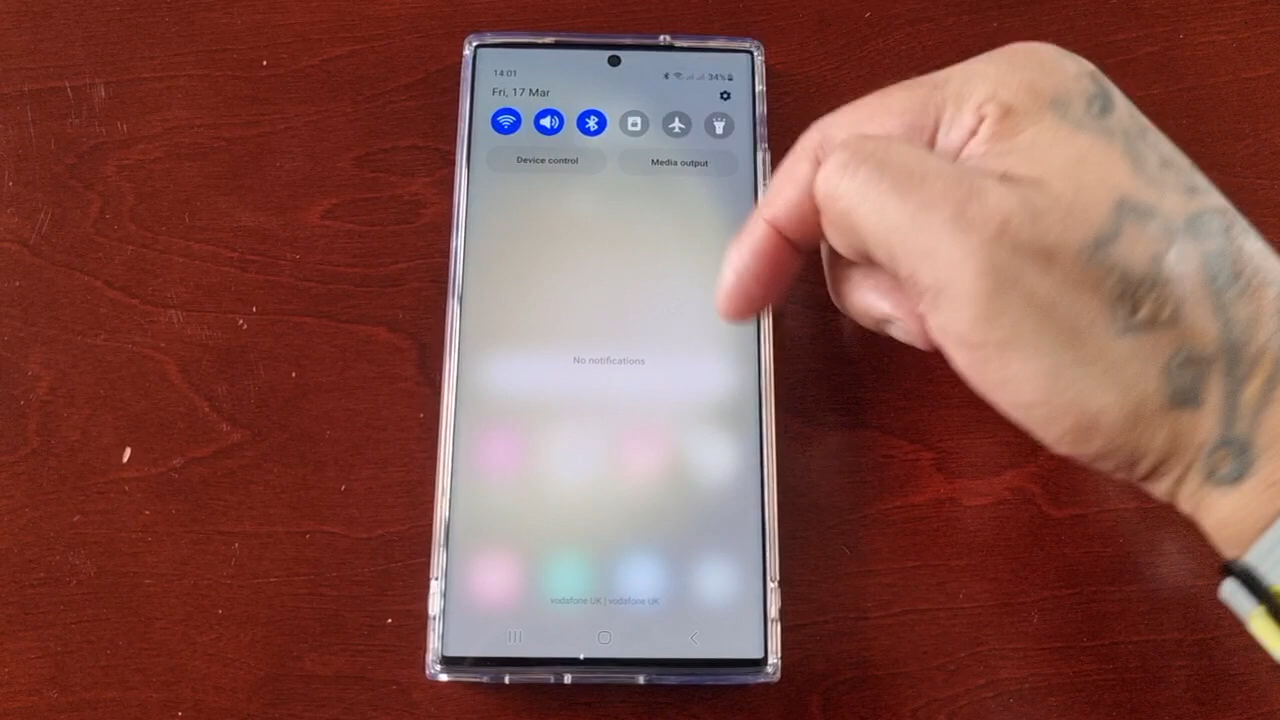 14:01
34%
Fri, 17 Mar
Device control
Media output
No notifications
vodafone UK | vodafone UK